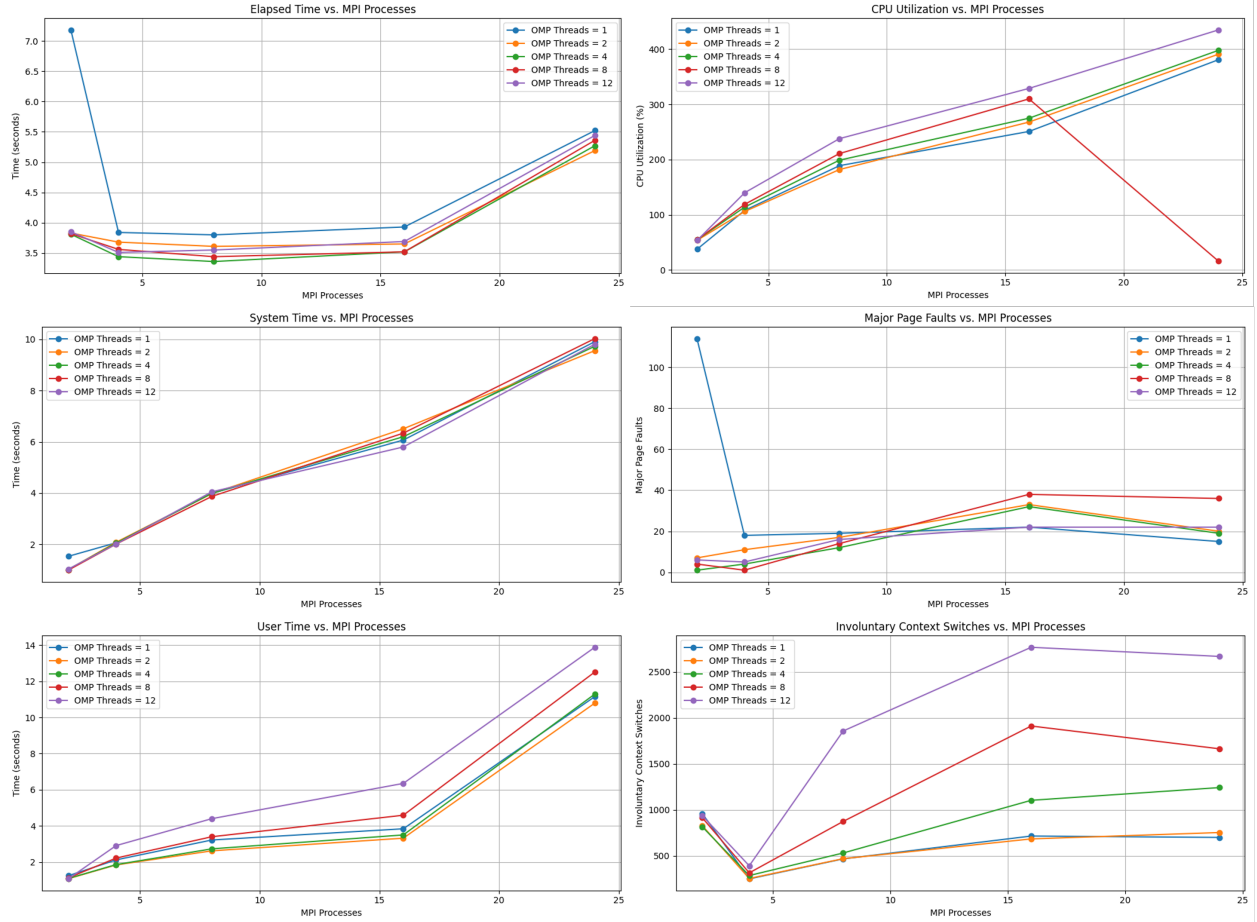 Elapsed Time vs. MPI Processes
OMP Threads = 1
OMP Threads = 2
OMP Threads = 4
OMP Threads = 8
OMP Threads = 12
Time (seconds)
7.0
6.5
6.0
5.5
5.0
4.5
4.0
3.5
5 10 15 20 25
MPI Processes
CPU Utilization vs. MPI Processes
OMP Threads = 1
OMP Threads = 2
OMP Threads = 4
OMP Threads = 8
OMP Threads = 12
CPU Utilization (%)
400
300
200
100
0
5 10 15 20 25
MPI Processes
System Time vs. MPI Processes
OMP Threads = 1
OMP Threads = 2
OMP Threads = 4
OMP Threads = 8
OMP Threads = 12
Time (seconds)
10
8
6
4
2
5 10 15 20 25
MPI Processes
Major Page Faults vs. MPI Processes
OMP Threads = 1
OMP Threads = 2
OMP Threads = 4
OMP Threads = 8
OMP Threads = 12
Major Page Faults
100
80
60
40
20
0
5 10 15 20 25
MPI Processes
User Time vs. MPI Processes
OMP Threads = 1
OMP Threads = 2
OMP Threads = 4
OMP Threads = 8
OMP Threads = 12
Time (seconds)
14
12
10
8
6
4
2
5 10 15 20 25
MPI Processes
Involuntary Context Switches vs. MPI Processes
OMP Threads = 1
OMP Threads = 2
OMP Threads = 4
OMP Threads = 8
OMP Threads = 12
Involuntary Context Switches
2500
2000
1500
1000
500
5 10 15 20 25
MPI Processes